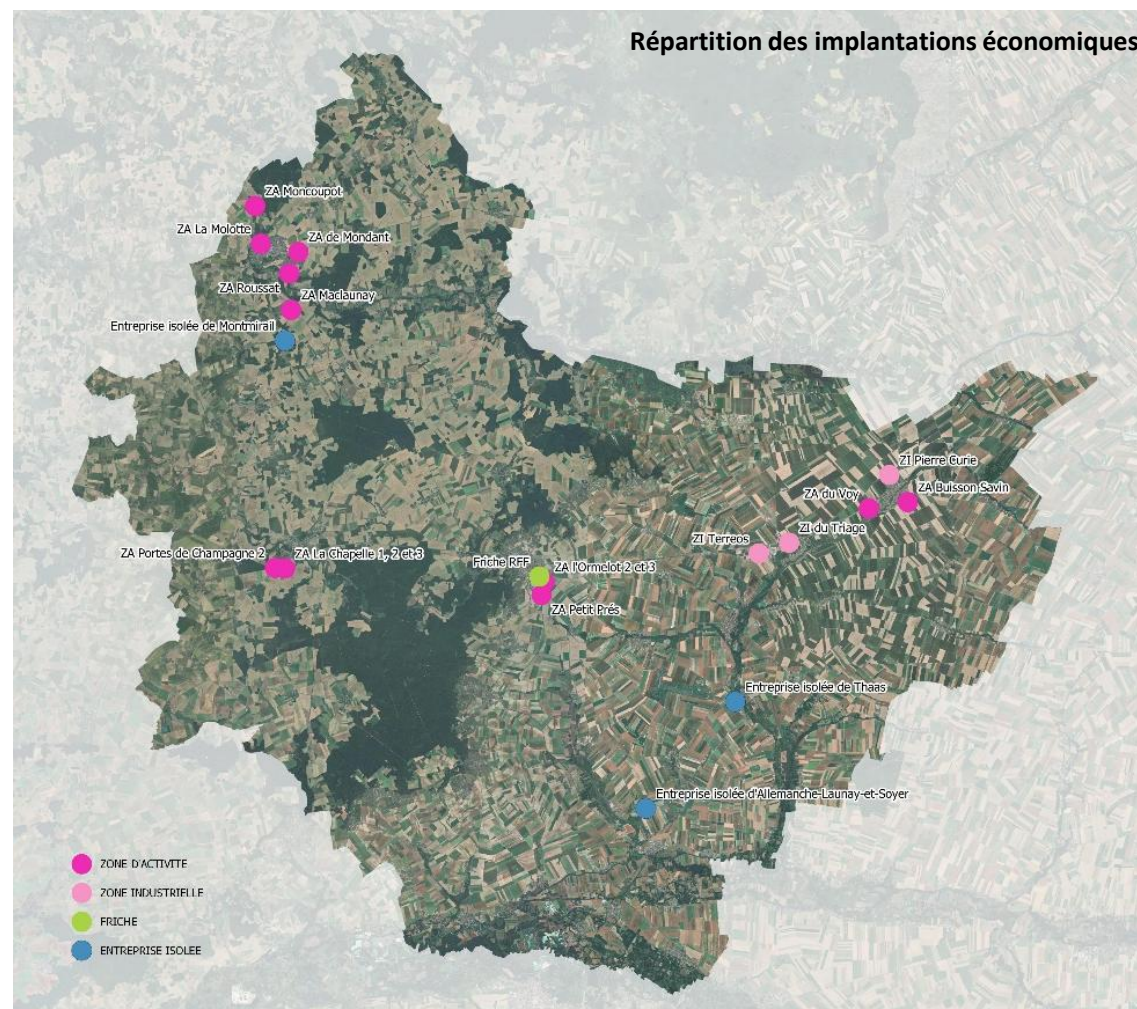 Répartition des implantations économiques
ZA Moncoupot
ZA La Molotte
ZA de Mondant
ZA Roussat
ZA Maclaunay
Entreprise isolée de Montmirail
ZI Pierre Curie
ZA Buisson Savin
ZA du Voy
ZI du Triage
ZI Terreos
ZA Portes de Champagne 2
ZA La Chapelle 1, 2 et 3
Friche RFF
ZA l'Ormelot 2 et 3
ZA Petit Prés
Entreprise isolée de Thaas
Entreprise isolée d'Allemanche-Launay-et-Soyer
ZONE D'ACTIVITE
ZONE INDUSTRIELLE
FRICHE
ENTREPRISE ISOLEE